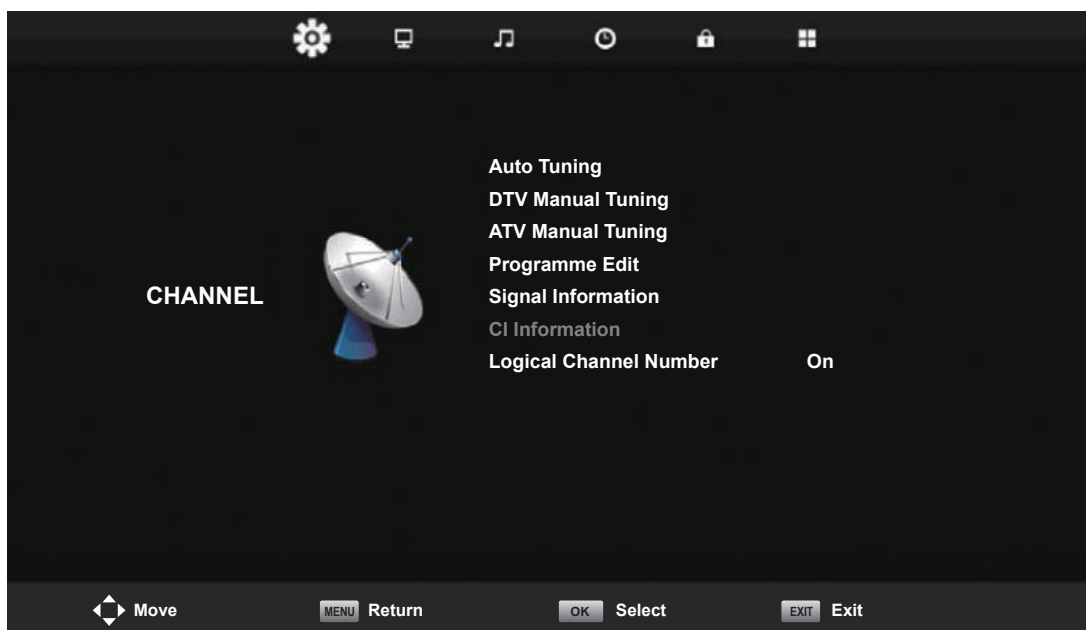 Auto Tuning
DTV Manual Tuning
ATV Manual Tuning
Programme Edit
CHANNEL
Signal Information
CI Information
Logical Channel Number On
Move MENU Return OK Select EXIT Exit